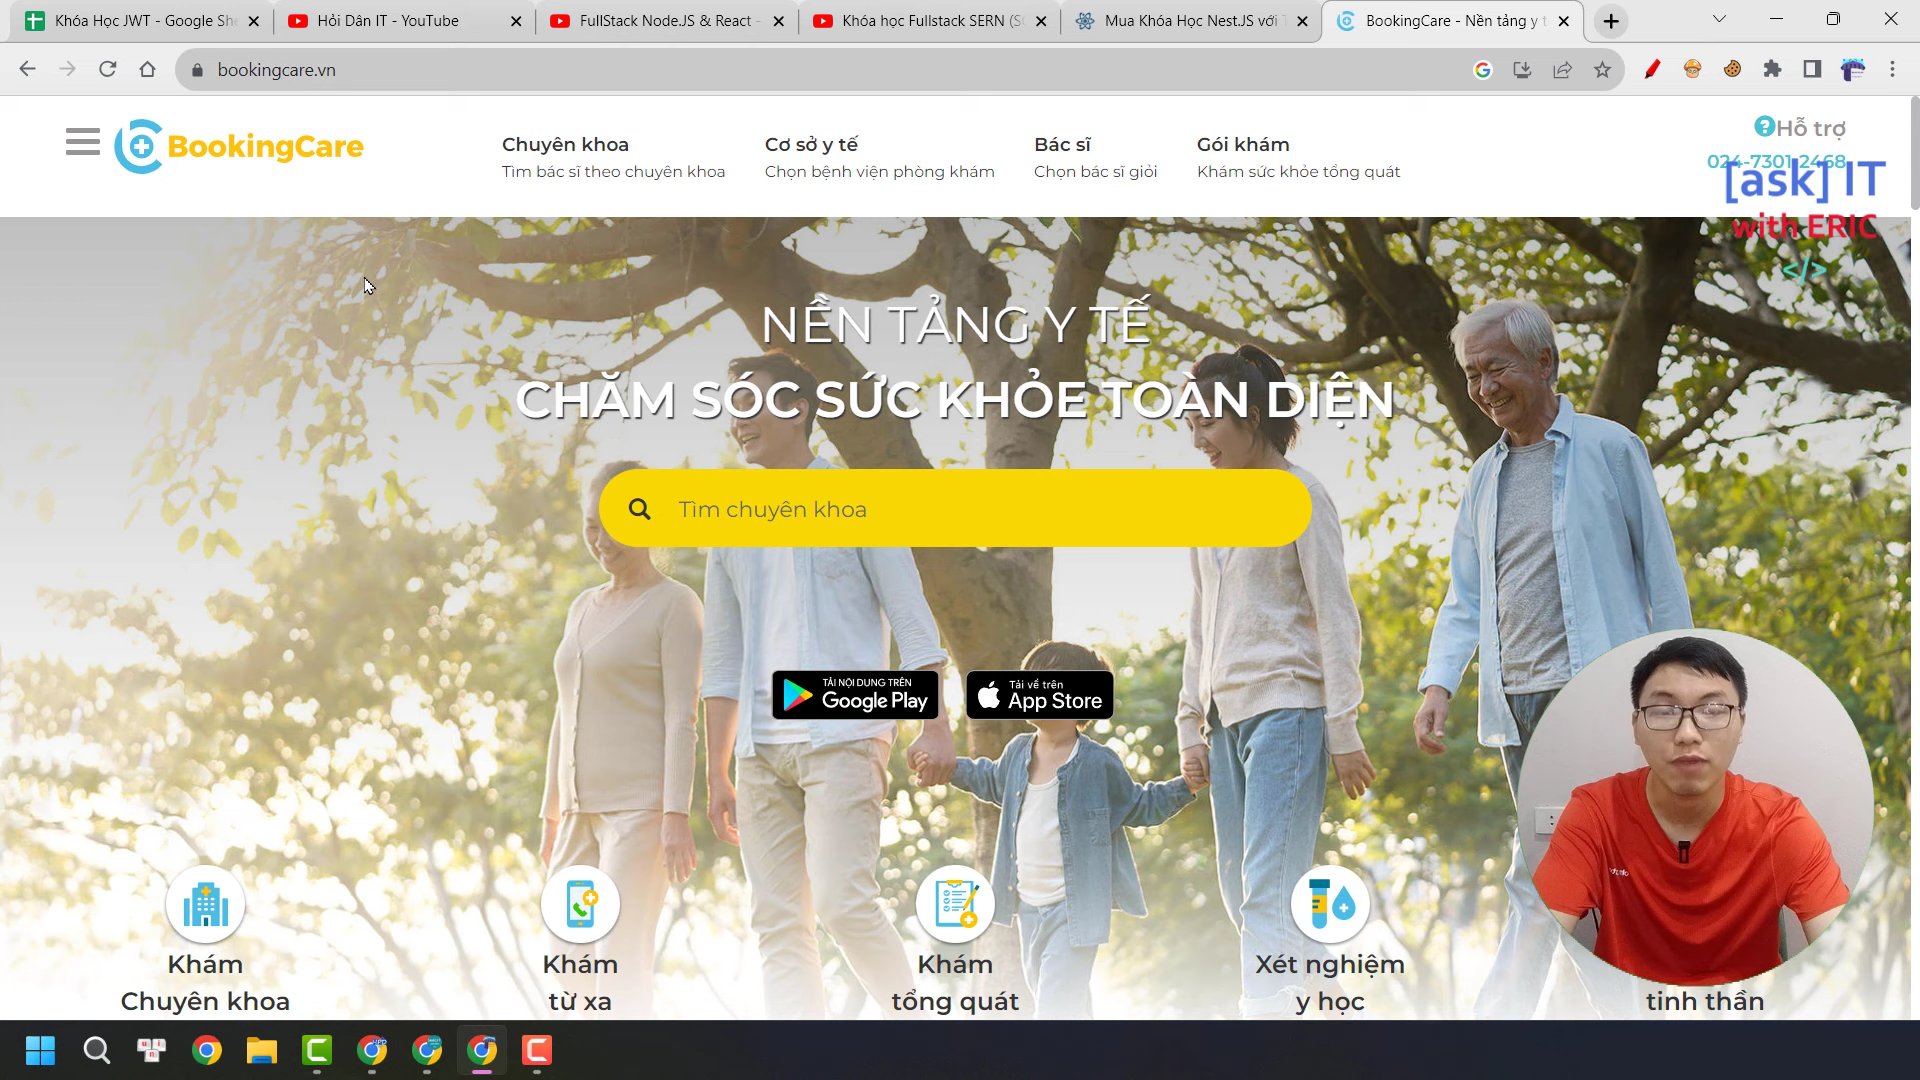 Khóa Học JWT - Google She
Hỏi Dân IT - YouTube
FullStack Node.JS & React -
Khóa học Fullstack SERN (S
Mua Khóa Học Nest.JS với T
BookingCare - Nền tảng y t
bookingcare.vn
BookingCare
Chuyên khoa
Tìm bác sĩ theo chuyên khoa
Cơ sở y tế
Chọn bệnh viện phòng khám
Bác sĩ
Chọn bác sĩ giỏi
Gói khám
Khám sức khỏe tổng quát
Hỗ trợ
024-7301-2468
[ask] IT
with ERIC
</>
NỀN TẢNG Y TẾ
CHĂM SÓC SỨC KHỎE TOÀN DIỆN
Tìm chuyên khoa
TẢI NỘI DUNG TRÊN
Google Play
Tải về trên
App Store
Khám
Chuyên khoa
Khám
từ xa
Khám
tổng quát
Xét nghiệm
y học
tinh thần